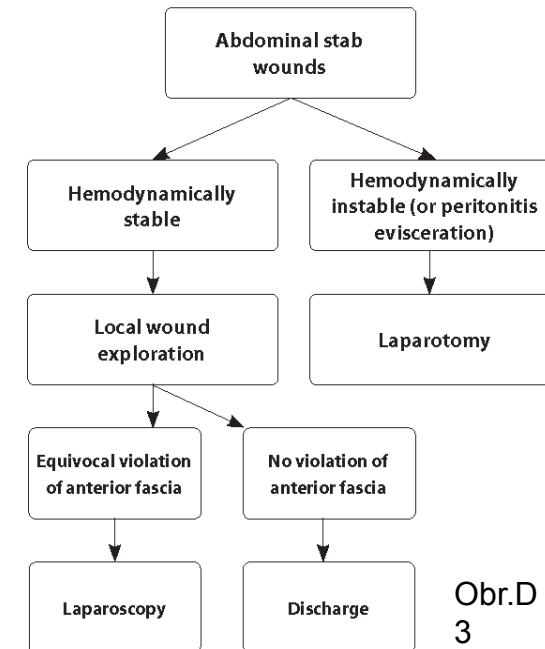 Abdominal stab
wounds
Hemodynamically
stable
Hemodynamically
instable (or peritonitis
evisceration)
Local wound
exploration
Laparotomy
Equivocal violation
of anterior fascia
No violation of
anterior fascia
Laparoscopy
Discharge
Obr.D
3